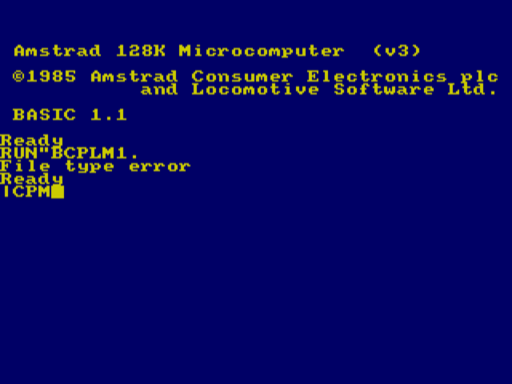 Amstrad 128K Microcomputer (v3)
©1985 Amstrad Consumer Electronics plc
and Locomotive Software Ltd.
BASIC 1.1
Ready
RUN"BCPLM1.
File type error
Ready
|CPM